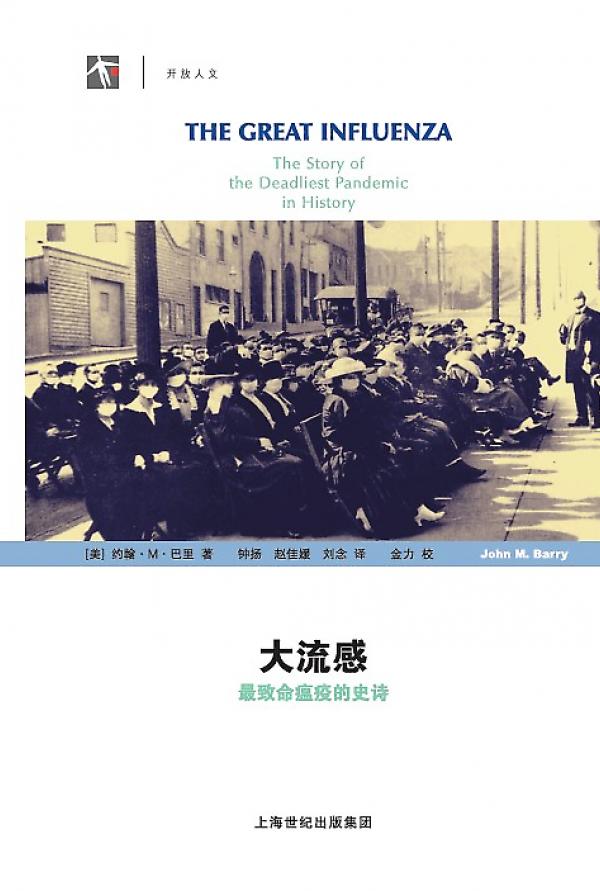 开放人文
THE GREAT INFLUENZA
The Story of
the Deadliest Pandemic
in History
[美] 约翰·M·巴里 著 钟扬 赵佳媛 刘念 译 金力 校 John M. Barry
大流感
最致命瘟疫的史诗
上海世纪出版集团